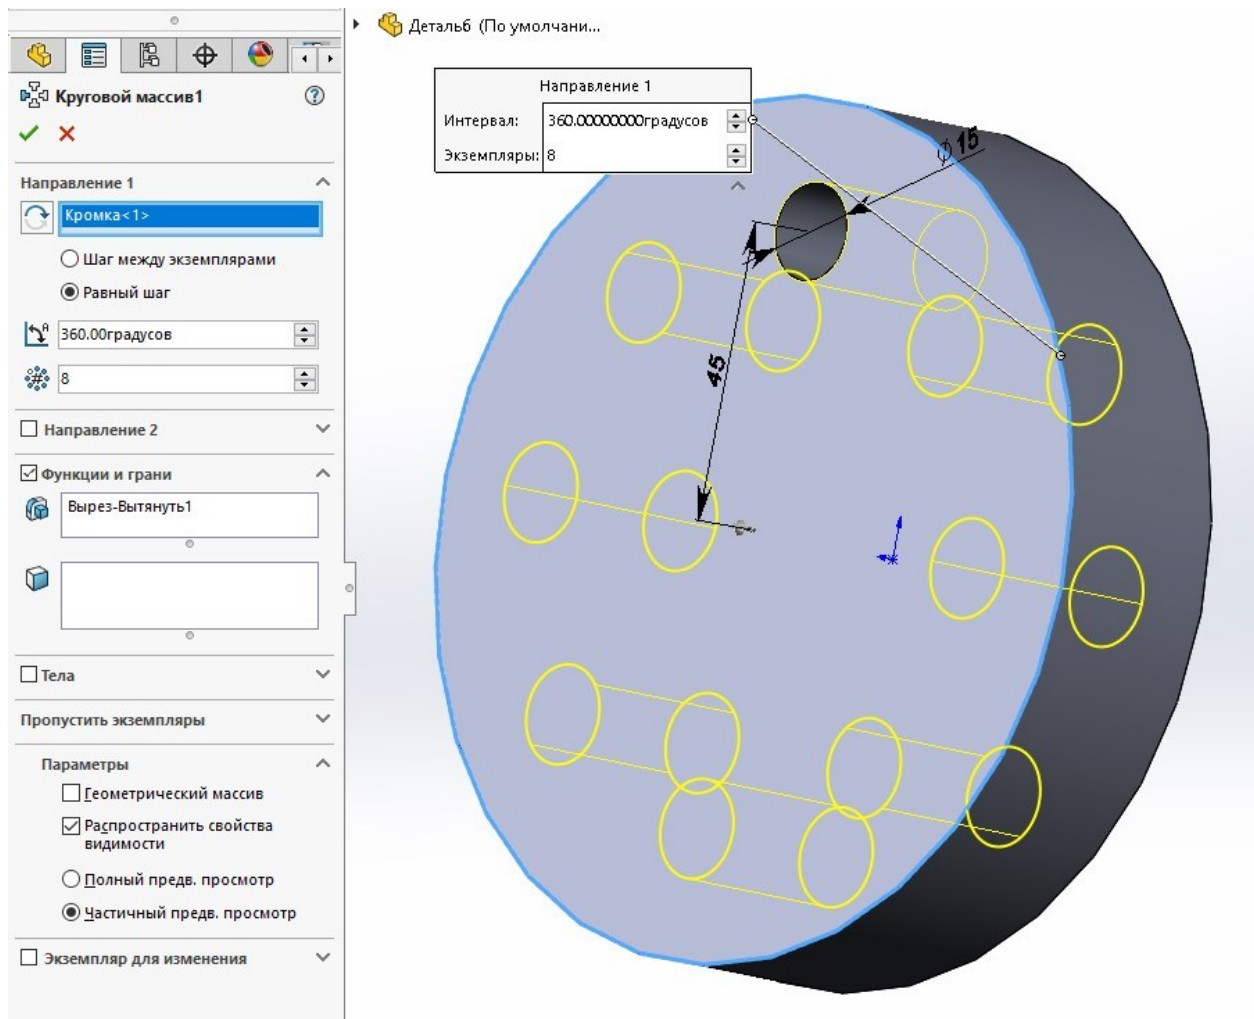 Деталь6 (По умолчани...
Круговой массив1
Направление 1
Кромка<1>
Шаг между экземплярами
Равный шаг
360.00градусов
8
Направление 2
Функции и грани
Вырез-Вытянуть1
Тела
Пропустить экземпляры
Параметры
Геометрический массив
Распространить свойства
видимости
Полный предв. просмотр
Частичный предв. просмотр
Экземпляр для изменения
Направление 1
Интервал: 360.00000000градусов
Экземпляры: 8
⌀ 15
45